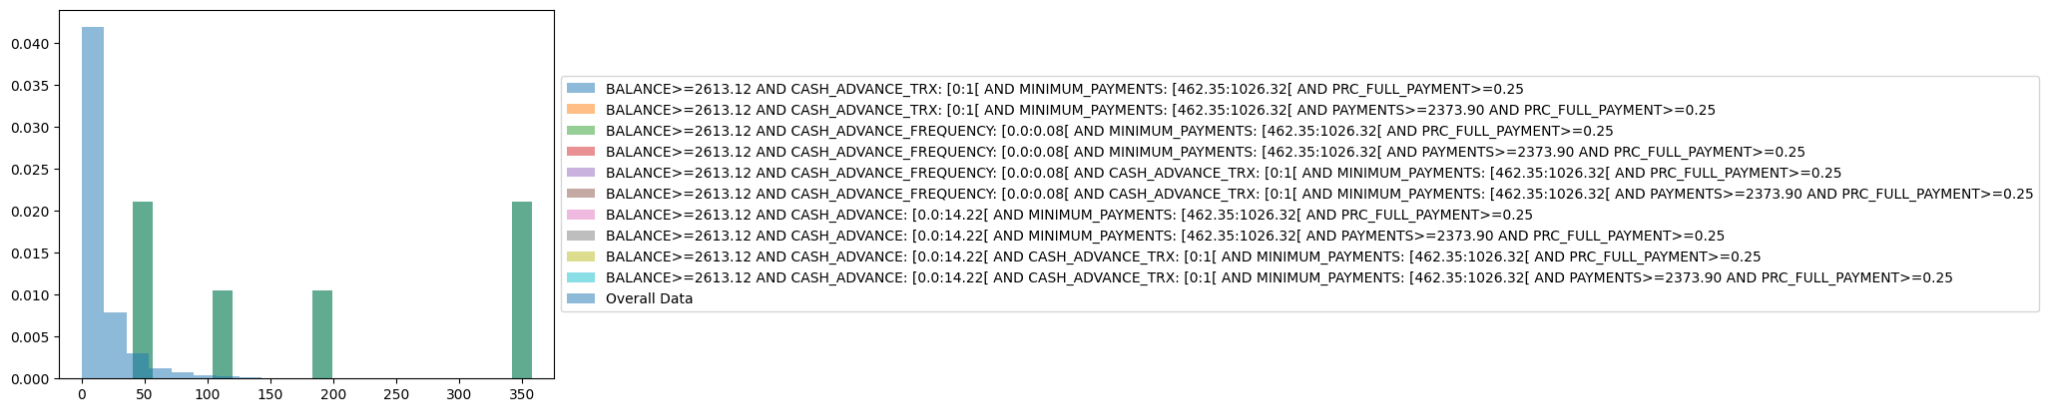 0.040
0.035
0.030
0.025
0.020
0.015
0.010
0.005
0.000
0 50 100 150 200 250 300 350
BALANCE>=2613.12 AND CASH_ADVANCE_TRX: [0:1[ AND MINIMUM_PAYMENTS: [462.35:1026.32[ AND PRC_FULL_PAYMENT>=0.25
BALANCE>=2613.12 AND CASH_ADVANCE_TRX: [0:1[ AND MINIMUM_PAYMENTS: [462.35:1026.32[ AND PAYMENTS>=2373.90 AND PRC_FULL_PAYMENT>=0.25
BALANCE>=2613.12 AND CASH_ADVANCE_FREQUENCY: [0.0:0.08[ AND MINIMUM_PAYMENTS: [462.35:1026.32[ AND PRC_FULL_PAYMENT>=0.25
BALANCE>=2613.12 AND CASH_ADVANCE_FREQUENCY: [0.0:0.08[ AND MINIMUM_PAYMENTS: [462.35:1026.32[ AND PAYMENTS>=2373.90 AND PRC_FULL_PAYMENT>=0.25
BALANCE>=2613.12 AND CASH_ADVANCE_FREQUENCY: [0.0:0.08[ AND CASH_ADVANCE_TRX: [0:1[ AND MINIMUM_PAYMENTS: [462.35:1026.32[ AND PRC_FULL_PAYMENT>=0.25
BALANCE>=2613.12 AND CASH_ADVANCE_FREQUENCY: [0.0:0.08[ AND CASH_ADVANCE_TRX: [0:1[ AND MINIMUM_PAYMENTS: [462.35:1026.32[ AND PAYMENTS>=2373.90 AND PRC_FULL_PAYMENT>=0.25
BALANCE>=2613.12 AND CASH_ADVANCE: [0.0:14.22[ AND MINIMUM_PAYMENTS: [462.35:1026.32[ AND PRC_FULL_PAYMENT>=0.25
BALANCE>=2613.12 AND CASH_ADVANCE: [0.0:14.22[ AND MINIMUM_PAYMENTS: [462.35:1026.32[ AND PAYMENTS>=2373.90 AND PRC_FULL_PAYMENT>=0.25
BALANCE>=2613.12 AND CASH_ADVANCE: [0.0:14.22[ AND CASH_ADVANCE_TRX: [0:1[ AND MINIMUM_PAYMENTS: [462.35:1026.32[ AND PRC_FULL_PAYMENT>=0.25
BALANCE>=2613.12 AND CASH_ADVANCE: [0.0:14.22[ AND CASH_ADVANCE_TRX: [0:1[ AND MINIMUM_PAYMENTS: [462.35:1026.32[ AND PAYMENTS>=2373.90 AND PRC_FULL_PAYMENT>=0.25
Overall Data